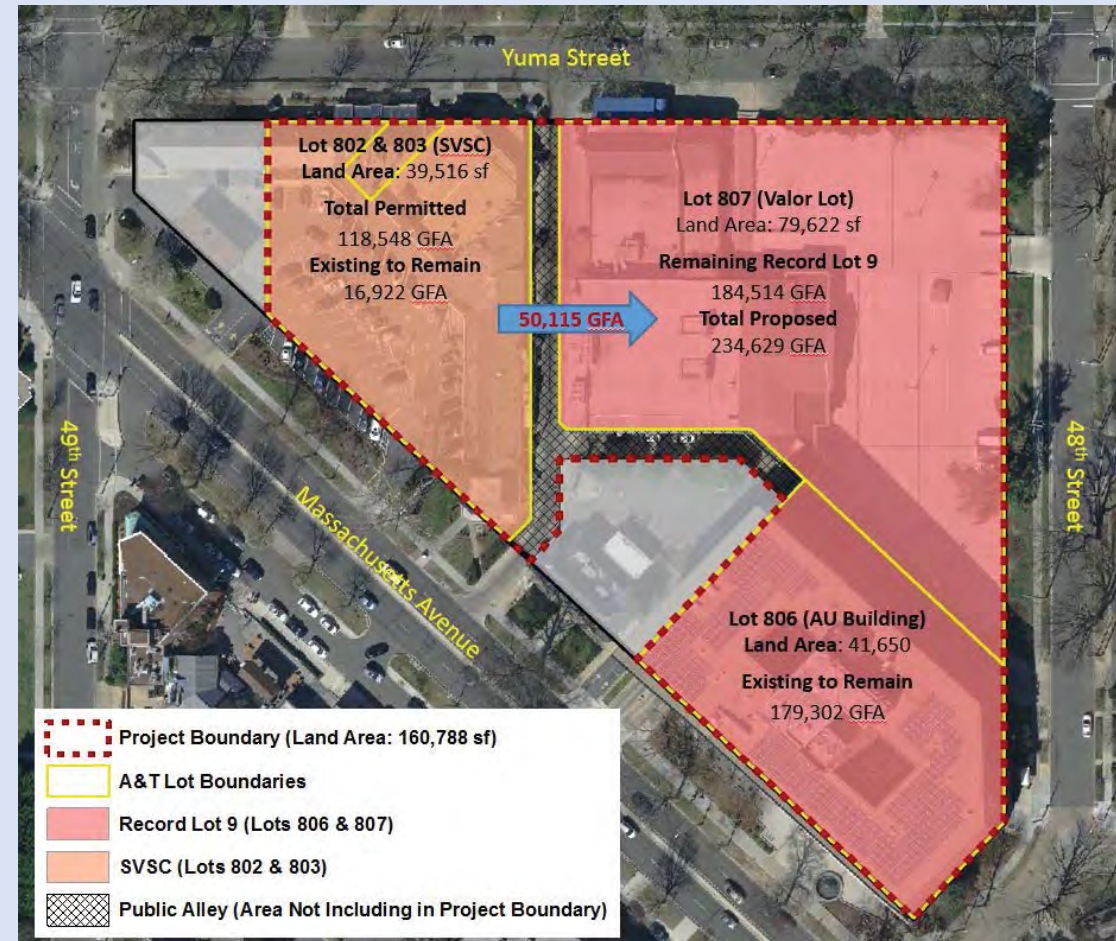 Yuma Street
Lot 802 & 803 (SVSC)
Land Area: 39,516 sf
Total Permitted
118,548 GFA
Existing to Remain
16,922 GFA
50,115 GFA
Lot 807 (Valor Lot)
Land Area: 79,622 sf
Remaining Record Lot 9
184,514 GFA
Total Proposed
234,629 GFA
49th Street
Massachusetts Avenue
48th Street
Lot 806 (AU Building)
Land Area: 41,650
Existing to Remain
179,302 GFA
Project Boundary (Land Area: 160,788 sf)
A&T Lot Boundaries
Record Lot 9 (Lots 806 & 807)
SVSC (Lots 802 & 803)
Public Alley (Area Not Including in Project Boundary)